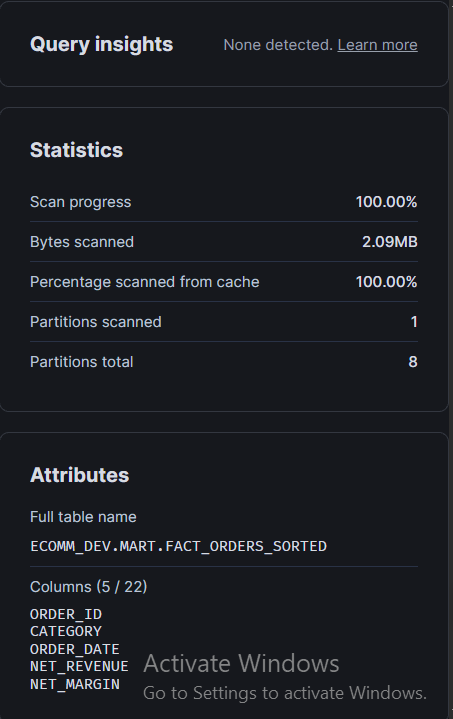 Query insights None detected. Learn more
Statistics
Scan progress 100.00%
Bytes scanned 2.09MB
Percentage scanned from cache 100.00%
Partitions scanned 1
Partitions total 8
Attributes
Full table name
ECOMM_DEV.MART.FACT_ORDERS_SORTED
Columns (5 / 22)
ORDER_ID
CATEGORY
ORDER_DATE
NET_REVENUE
NET_MARGIN
Activate Windows
Go to Settings to activate Windows.